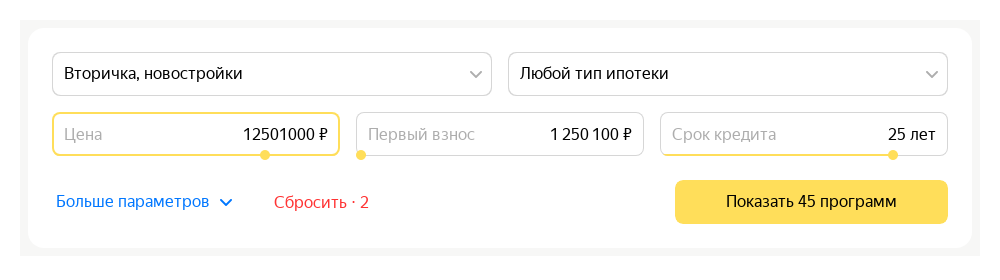 Вторичка, новостройки
Любой тип ипотеки
Цена 12501000 ₽
Первый взнос 1 250 100 ₽
Срок кредита 25 лет
Больше параметров
Сбросить · 2
Показать 45 программ